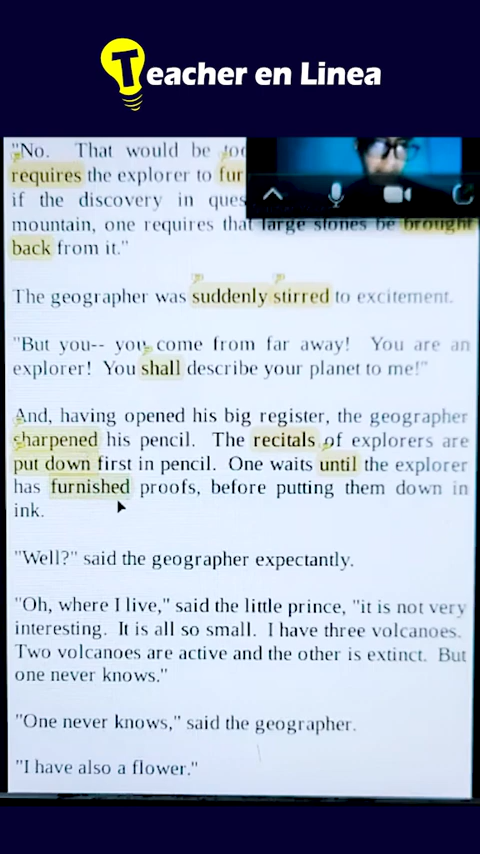 Teacher en Linea
"No. That would be
requires the explorer to
if the discovery in
mountain, one requires that large stones be brought
back from it."
The geographer was suddenly stirred to excitement.
"But you-- you come from far away! You are an
explorer! You shall describe your planet to me!"
And, having opened his big register, the geographer
sharpened his pencil. The recitals of explorers are
put down first in pencil. One waits until the explorer
has furnished proofs, before putting them down in
ink.
"Well?" said the geographer expectantly.
"Oh, where I live," said the little prince, "it is not very
interesting. It is all so small. I have three volcanoes.
Two volcanoes are active and the other is extinct. But
one never knows."
"One never knows," said the geographer.
"I have also a flower."